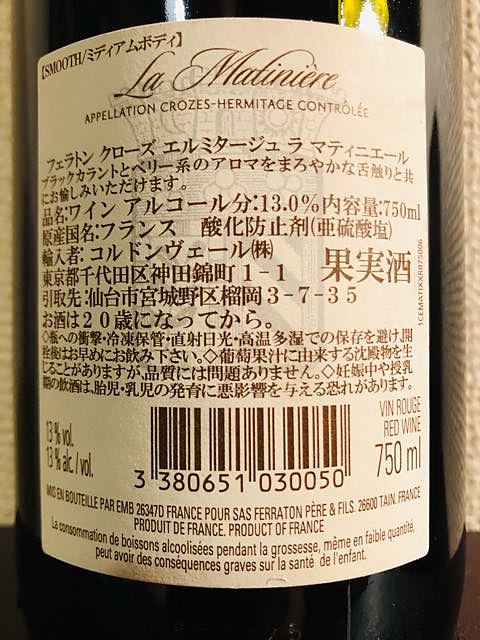 【SMOOTH/ミディアムボディ】
La Matinière
APPELLATION CROZES-HERMITAGE CONTRÔLÉE
フェラトン クローズ エルミタージュ ラ マティニエール
ブラックカラントとベリー系のアロマをまろやかな舌触りと共
にお愉しみいただけます。
品名:ワイン アルコール分:13.0%内容量:750ml
原産国名:フランス 酸化防止剤(亜硫酸塩)
輸入者:コルドンヴェール㈱
東京都千代田区神田錦町1-1
果実酒
引取先:仙台市宮城野区榴岡3-7-35
お酒は20歳になってから。
◇瓶への衝撃・冷凍保管・直射日光・高温多湿での保存を避け、開
栓後はお早めにお飲み下さい。◇葡萄果汁に由来する沈殿物を生
じることがありますが、品質には問題ありません。◇妊娠中や授乳
期の飲酒は、胎児・乳児の発育に悪影響を与える恐れがあります。
1CEMATIXXR075006
13 % vol.
13 % alc / vol.
3 380651 030050
VIN ROUGE
RED WINE
750 ml
MIS EN BOUTEILLE PAR EMB 26347D FRANCE POUR SAS FERRATON PÈRE & FILS. 26600 TAIN. FRANCE
PRODUIT DE FRANCE. PRODUCT OF FRANCE
La consommation de boissons alcoolisées pendant la grossesse, même en faible quantité,
peut avoir des conséquences graves sur la santé de l'enfant.